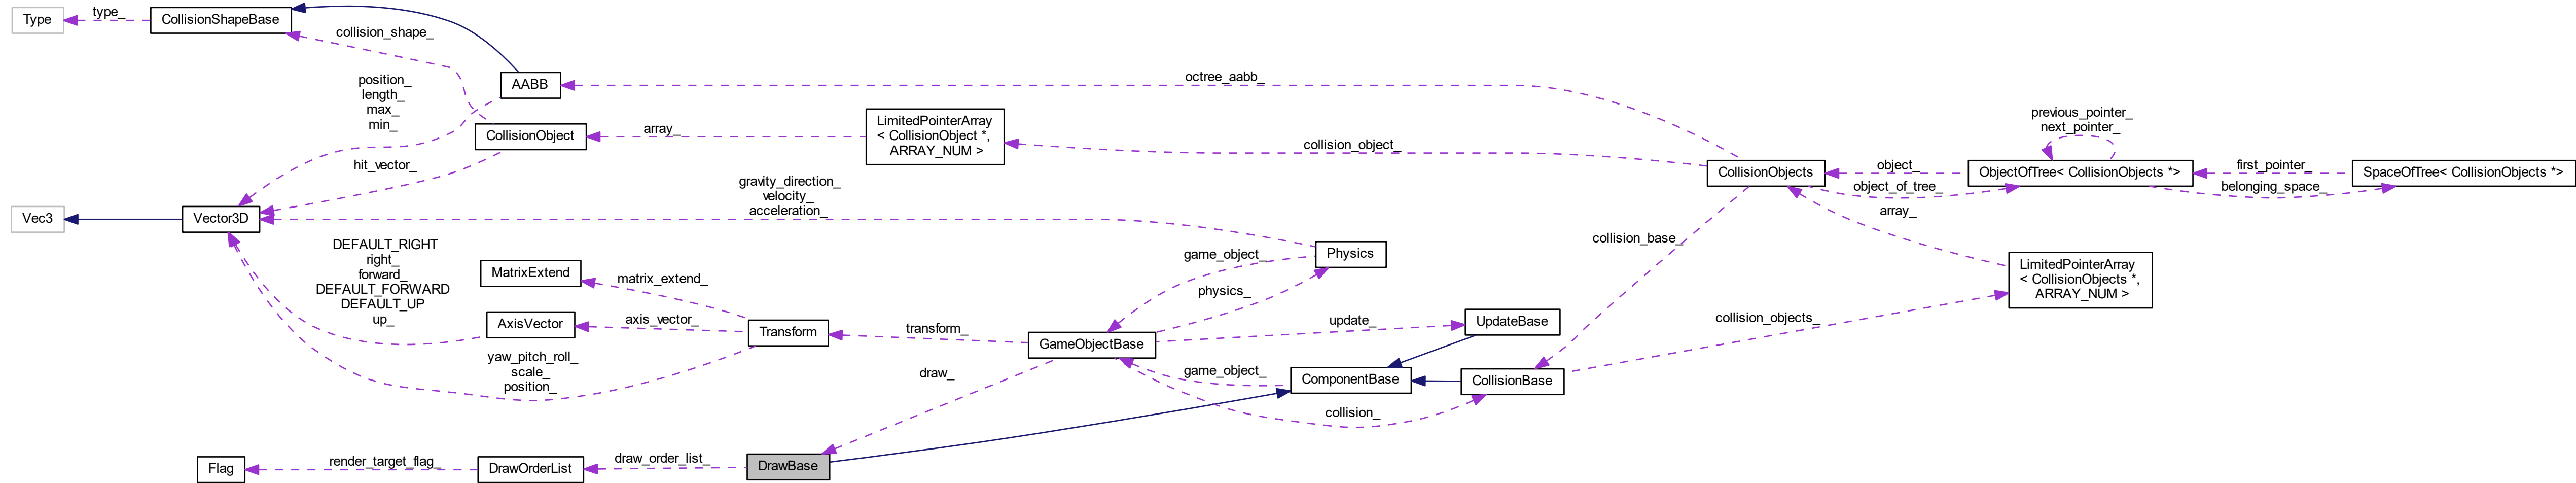 Type
type_
CollisionShapeBase
collision_shape_
position_
length_
max_
min_
AABB
octree_aabb_
CollisionObject
array_
LimitedPointerArray
< CollisionObject *,
ARRAY_NUM >
collision_object_
hit_vector_
CollisionObjects
object_
object_of_tree_
previous_pointer_
next_pointer_
ObjectOfTree< CollisionObjects *>
first_pointer_
belonging_space_
SpaceOfTree< CollisionObjects *>
gravity_direction_
velocity_
acceleration_
Vec3
Vector3D
DEFAULT_RIGHT
right_
forward_
DEFAULT_FORWARD
DEFAULT_UP
up_
MatrixExtend
matrix_extend_
AxisVector
axis_vector_
Transform
transform_
yaw_pitch_roll_
scale_
position_
GameObjectBase
game_object_
physics_
Physics
collision_base_
array_
LimitedPointerArray
< CollisionObjects *,
ARRAY_NUM >
update_
UpdateBase
collision_objects_
draw_
game_object_
ComponentBase
CollisionBase
collision_
Flag
render_target_flag_
DrawOrderList
draw_order_list_
DrawBase